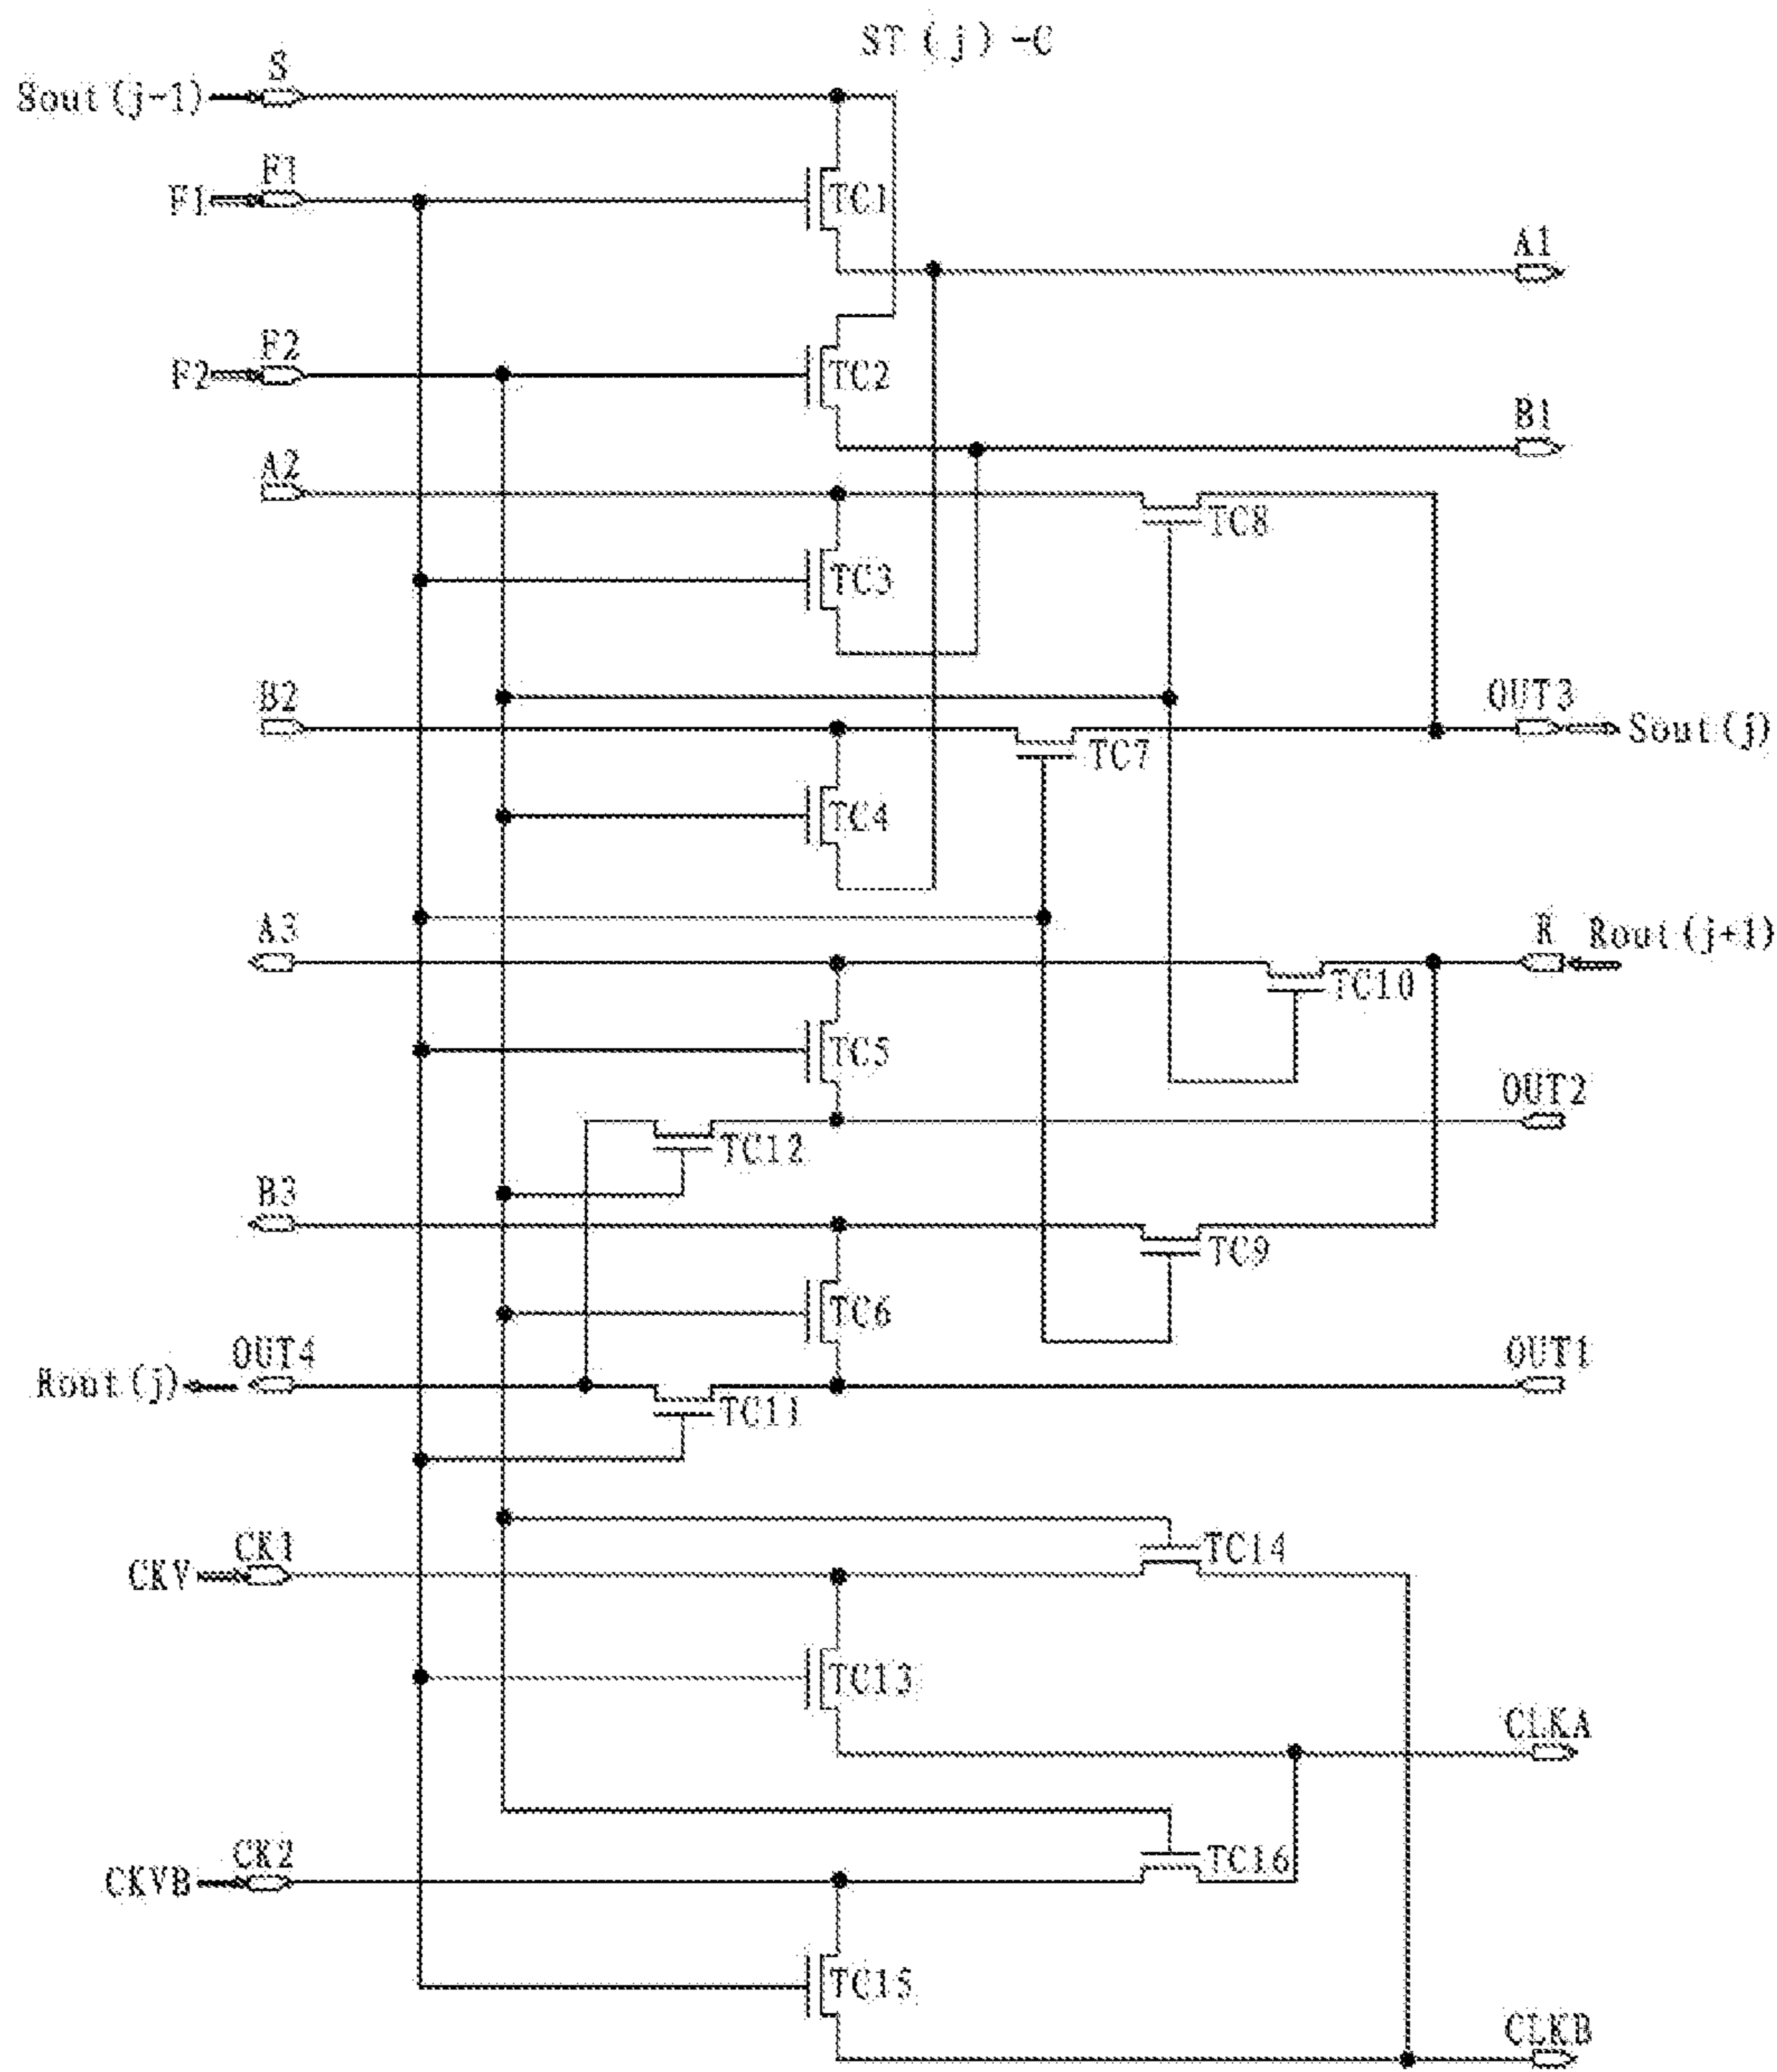 ST(j)-C
S
Sout(j-1)
F1
F1
TC1
A1
F2
F2
TC2
B1
A2
TC8
TC3
B2
OUT3
Sout(j)
TC7
TC4
A3
R
Rout(j+1)
TC10
TC5
OUT2
TC12
B3
TC9
TC6
OUT4
OUT1
Rout(j)
TC11
CK1
TC14
CKV
TC13
CLKA
CK2
TC16
CKVB
TC15
CLKB